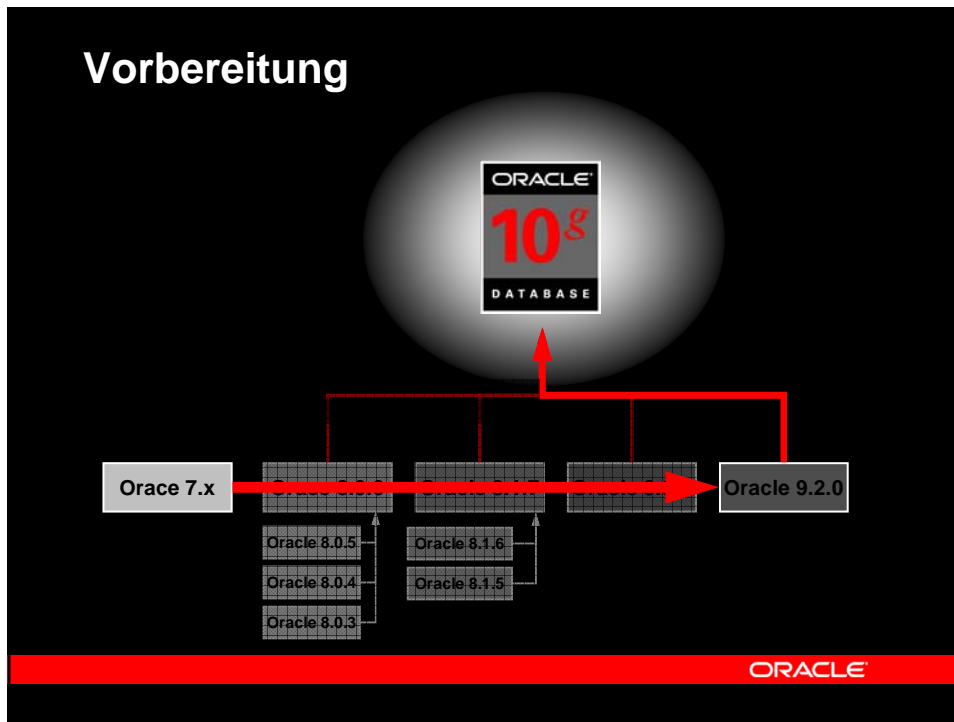 Vorbereitung
ORACLE
10g
DATABASE
Orace 7.x
Oracle 9.2.0
Oracle 8.0.5
Oracle 8.1.6
Oracle 8.0.4
Oracle 8.1.5
Oracle 8.0.3
ORACLE